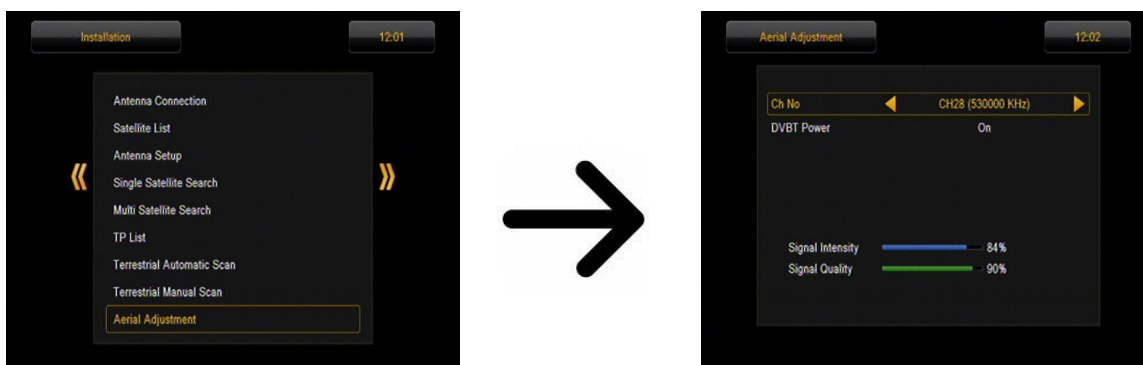 Installation
12:01
Antenna Connection
Satellite List
Antenna Setup
Single Satellite Search
Multi Satellite Search
TP List
Terrestrial Automatic Scan
Terrestrial Manual Scan
Aerial Adjustment
Aerial Adjustment
12:02
Ch No CH28 (530000 KHz)
DVBT Power On
Signal Intensity 84%
Signal Quality 90%